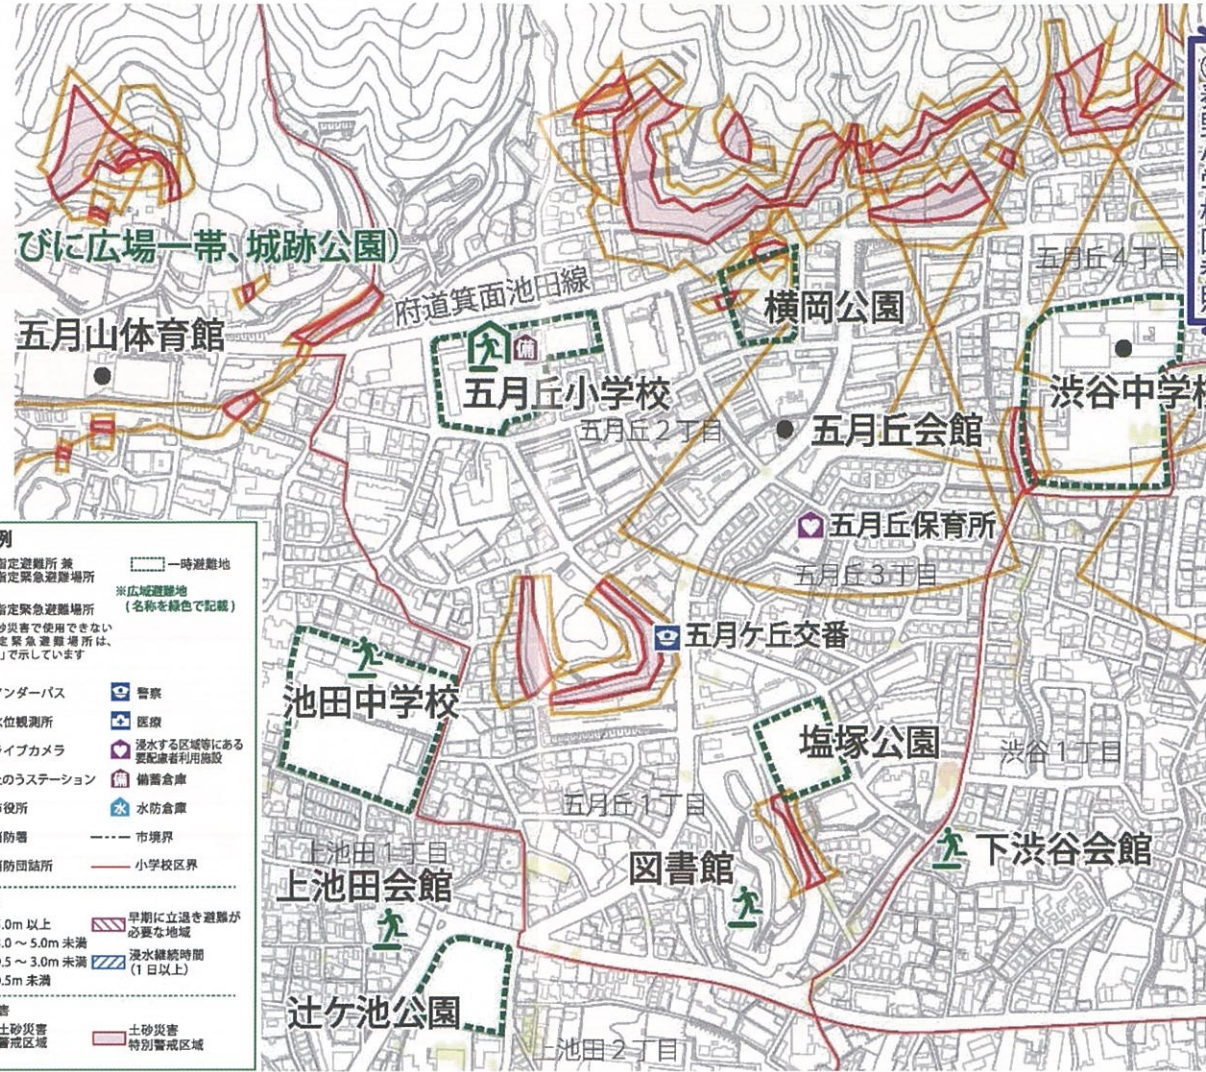 びに広場一帯、城跡公園)
五月山体育館
府道箕面池田線
備
五月丘小学校
五月丘2丁目
横岡公園
五月丘4丁目
渋谷中学校
五月丘会館
五月丘保育所
五月丘3丁目
五月ケ丘交番
池田中学校
塩塚公園
渋谷1丁目
五月丘1丁目
上池田1丁目
上池田会館
図書館
下渋谷会館
辻ケ池公園
上池田2丁目
例
指定避難所 兼
指定緊急避難場所
一時避難地
※広域避難地
(名称を緑色で記載)
指定緊急避難場所
砂災害で使用できない
定緊急避難場所は、
」で示しています
ンダーパス
警察
位観測所
医療
イブカメラ
浸水する区域等にある
要配慮者利用施設
のうステーション
備
備蓄倉庫
役所
水
水防倉庫
消防署
市境界
消防団詰所
小学校区界
.0m 以上
早期に立退き避難が
必要な地域
.0 ～ 5.0m 未満
.5 ～ 3.0m 未満
浸水継続時間
(1日以上)
.5m 未満
害
土砂災害
警戒区域
土砂災害
特別警戒区域